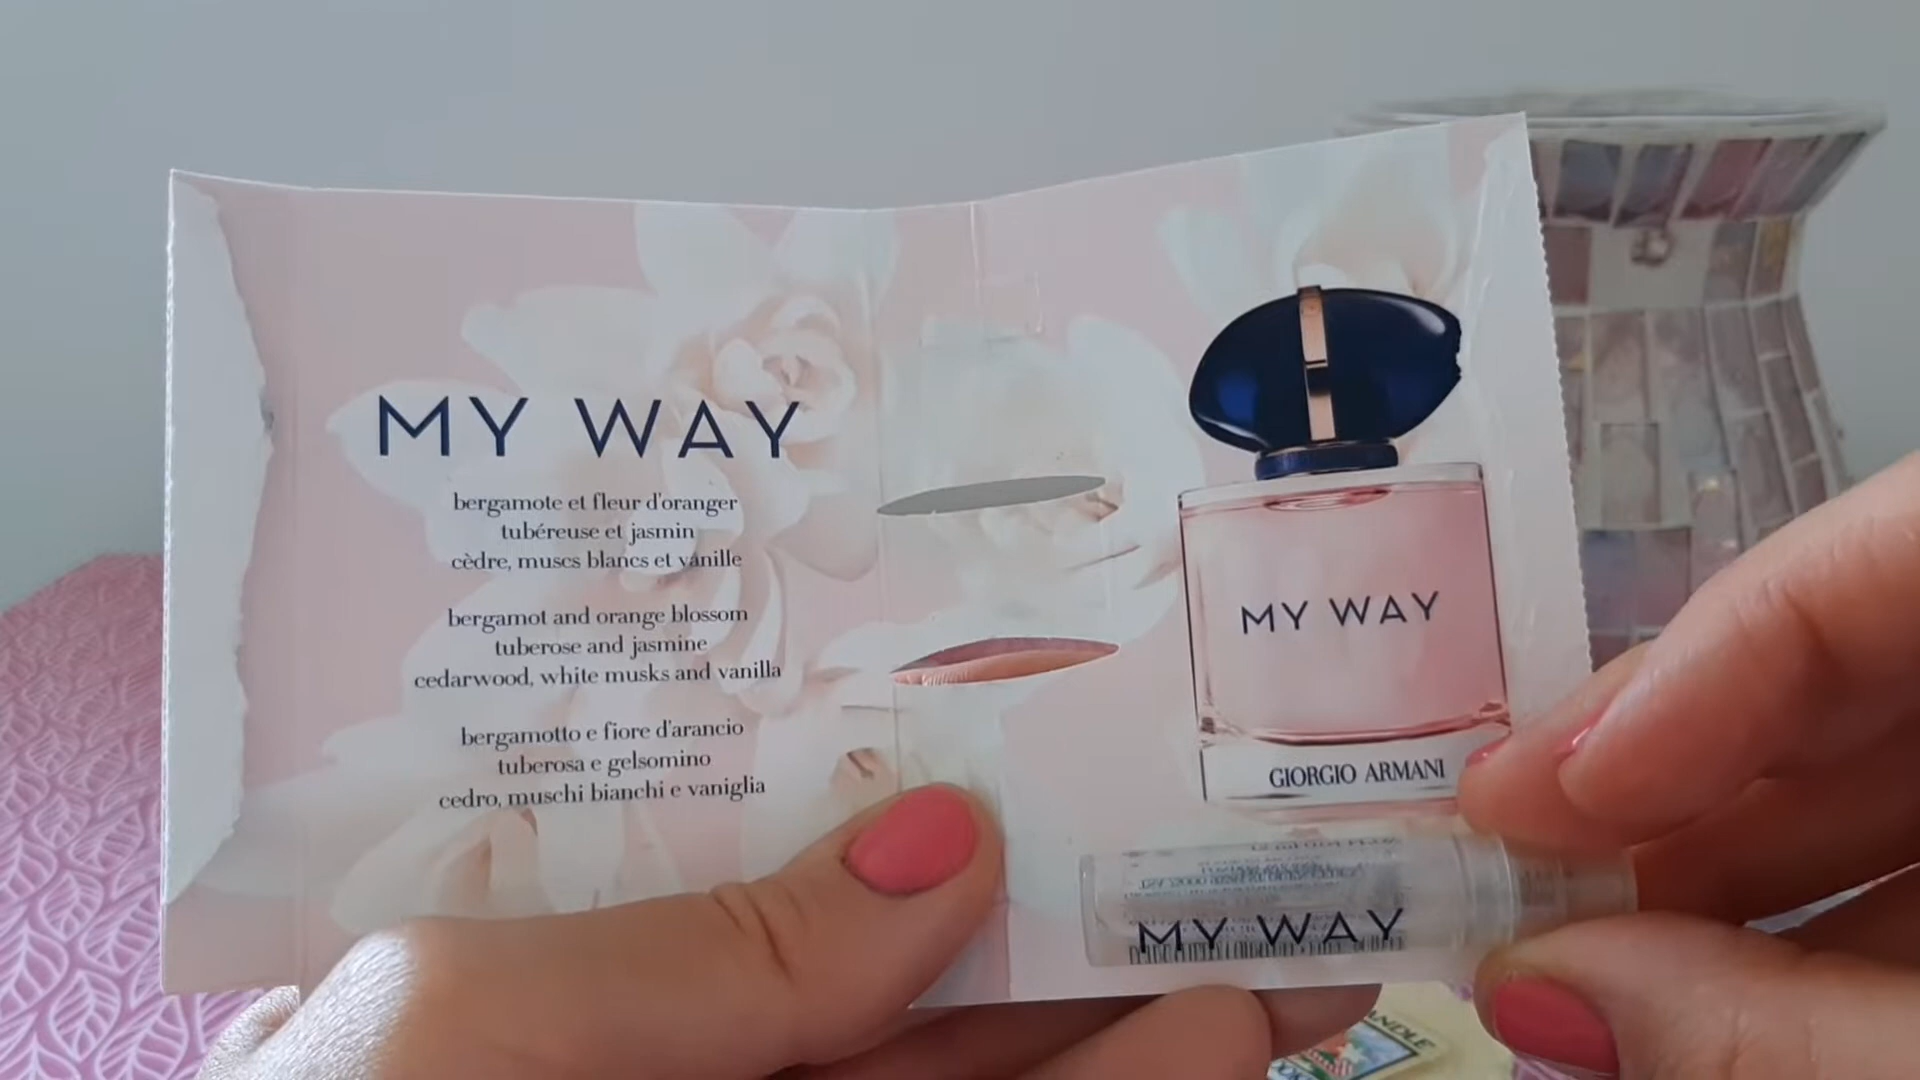 MY WAY
bergamote et fleur d'oranger
tubéreuse et jasmin
cèdre, muscs blancs et vanille
bergamot and orange blossom
tuberose and jasmine
cedarwood, white musks and vanilla
bergamotto e fiore d'arancio
tuberosa e gelsomino
cedro, muschi bianchi e vaniglia
MY WAY
GIORGIO ARMANI
MY WAY